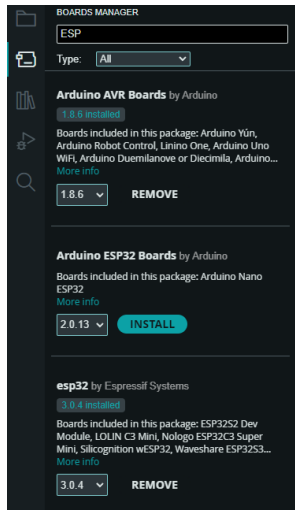 BOARDS MANAGER
ESP
Type: All
Arduino AVR Boards by Arduino
1.8.6 installed
Boards included in this package: Arduino Yún,
Arduino Robot Control, Linino One, Arduino Uno
WiFi, Arduino Duemilanove or Diecimila, Arduino...
More info
1.8.6 REMOVE
Arduino ESP32 Boards by Arduino
Boards included in this package: Arduino Nano
ESP32
More info
2.0.13 INSTALL
esp32 by Espressif Systems
3.0.4 installed
Boards included in this package: ESP32S2 Dev
Module, LOLIN C3 Mini, Nologo ESP32C3 Super
Mini, Silicognition wESP32, Waveshare ESP32S3...
More info
3.0.4 REMOVE